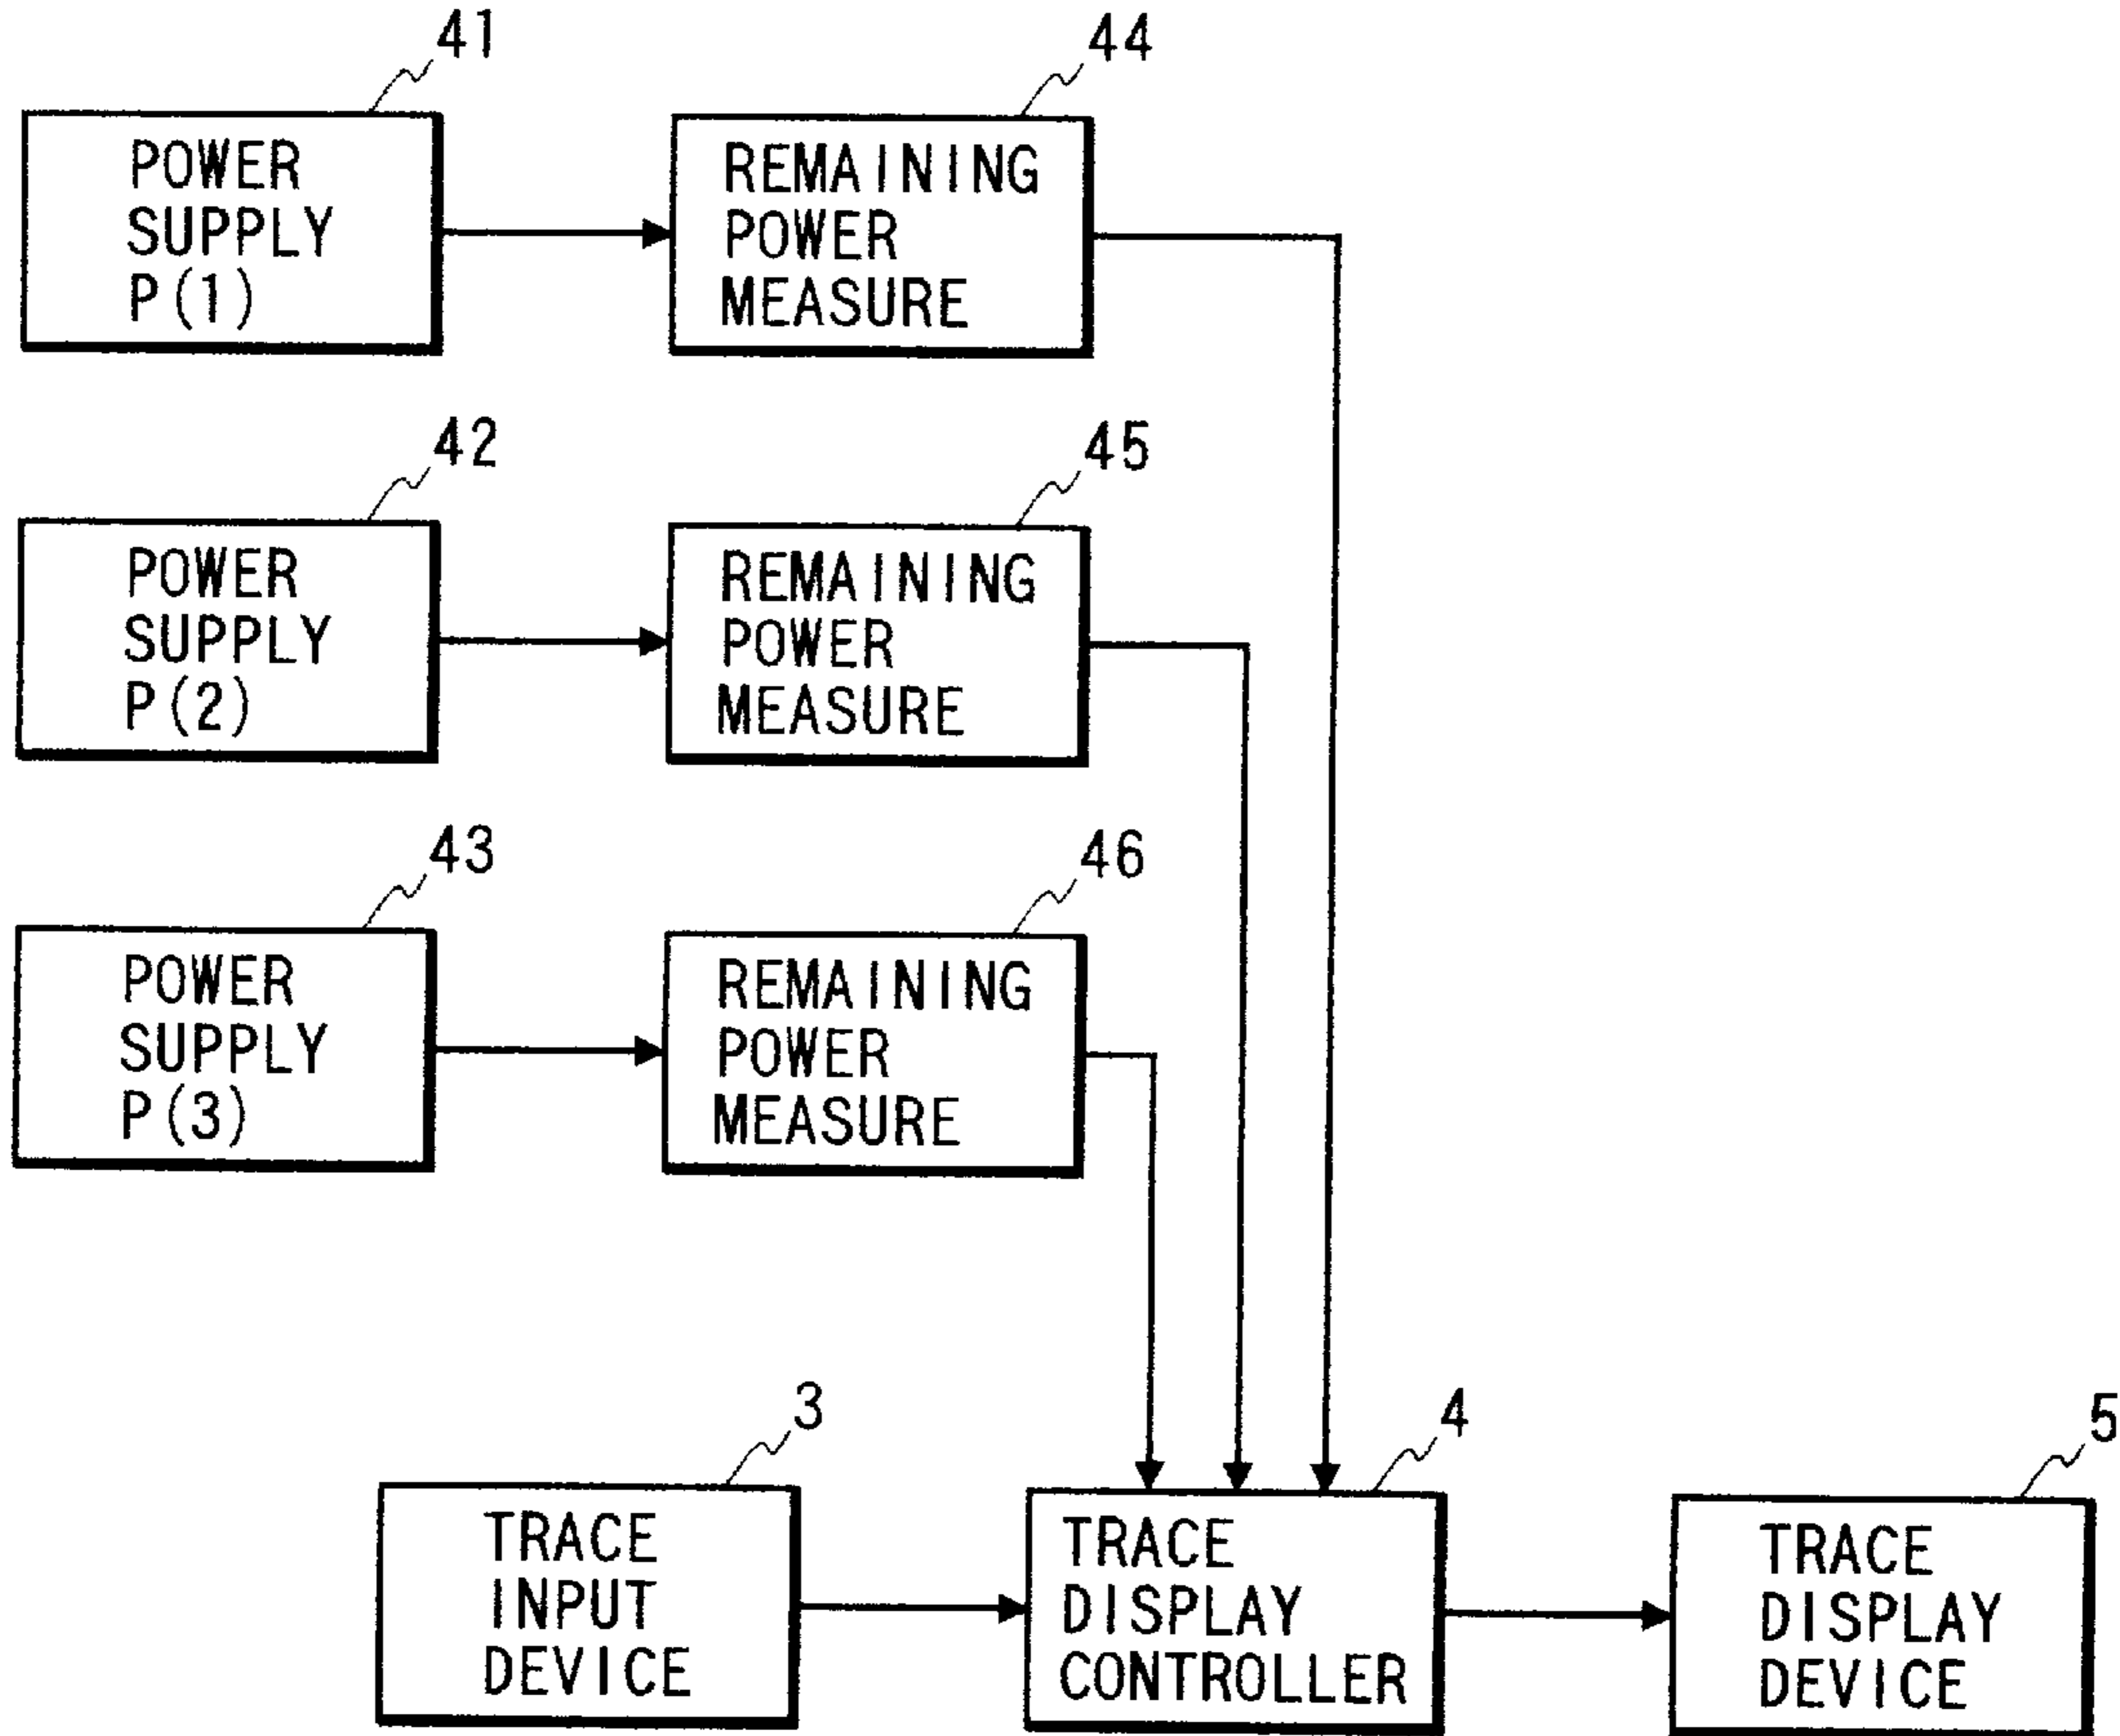 41
44
POWER
SUPPLY
P(1)
REMAINING
POWER
MEASURE
42
45
POWER
SUPPLY
P(2)
REMAINING
POWER
MEASURE
43
46
POWER
SUPPLY
P(3)
REMAINING
POWER
MEASURE
3
4
5
TRACE
INPUT
DEVICE
TRACE
DISPLAY
CONTROLLER
TRACE
DISPLAY
DEVICE